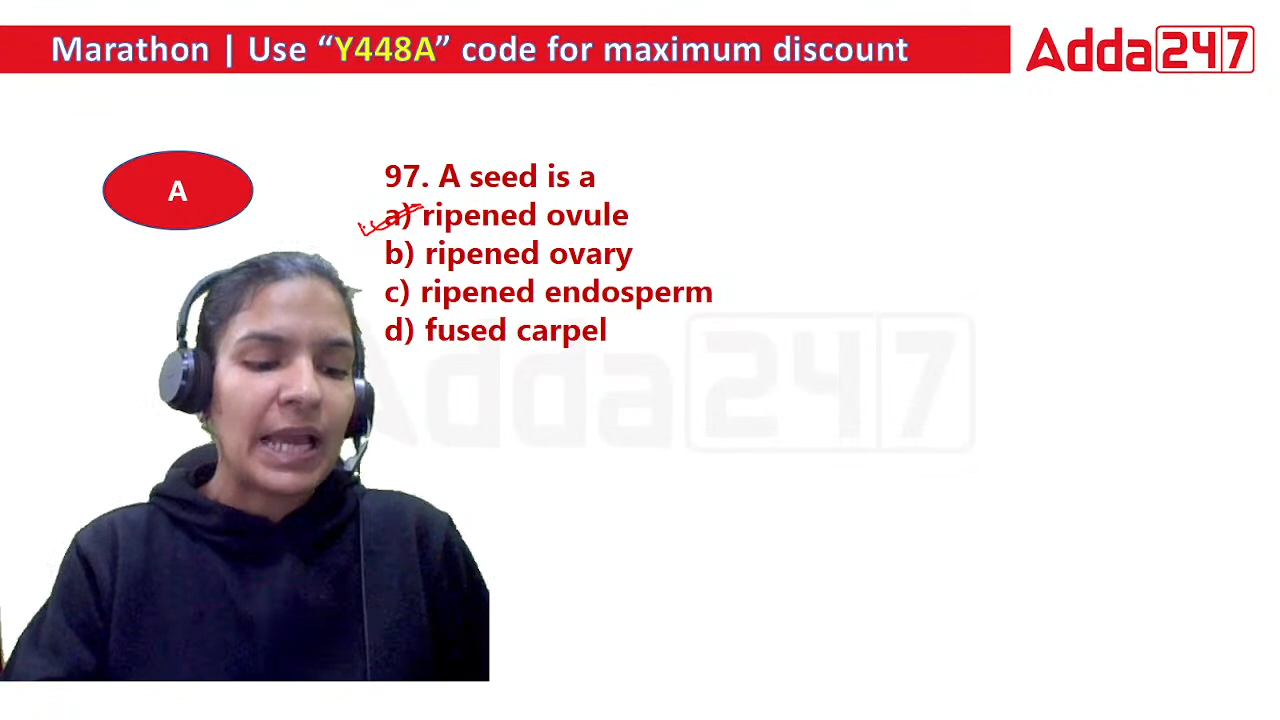 Marathon | Use “Y448A” code for maximum discount
Adda247
A
97. A seed is a
a) ripened ovule
b) ripened ovary
c) ripened endosperm
d) fused carpel
Adda247